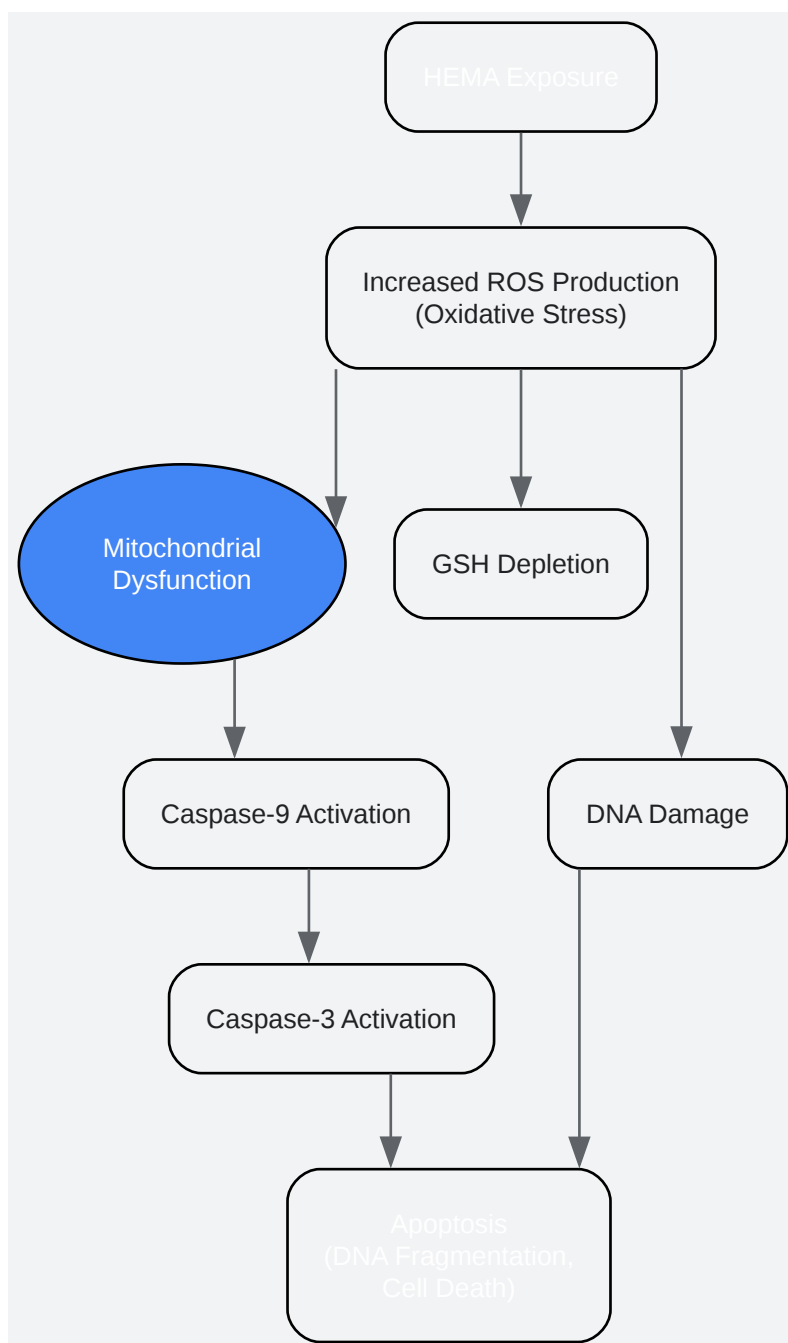 HEMA Exposure
Increased ROS Production
(Oxidative Stress)
Mitochondrial
Dysfunction
GSH Depletion
Caspase-9 Activation
DNA Damage
Caspase-3 Activation
Apoptosis
(DNA Fragmentation,
Cell Death)